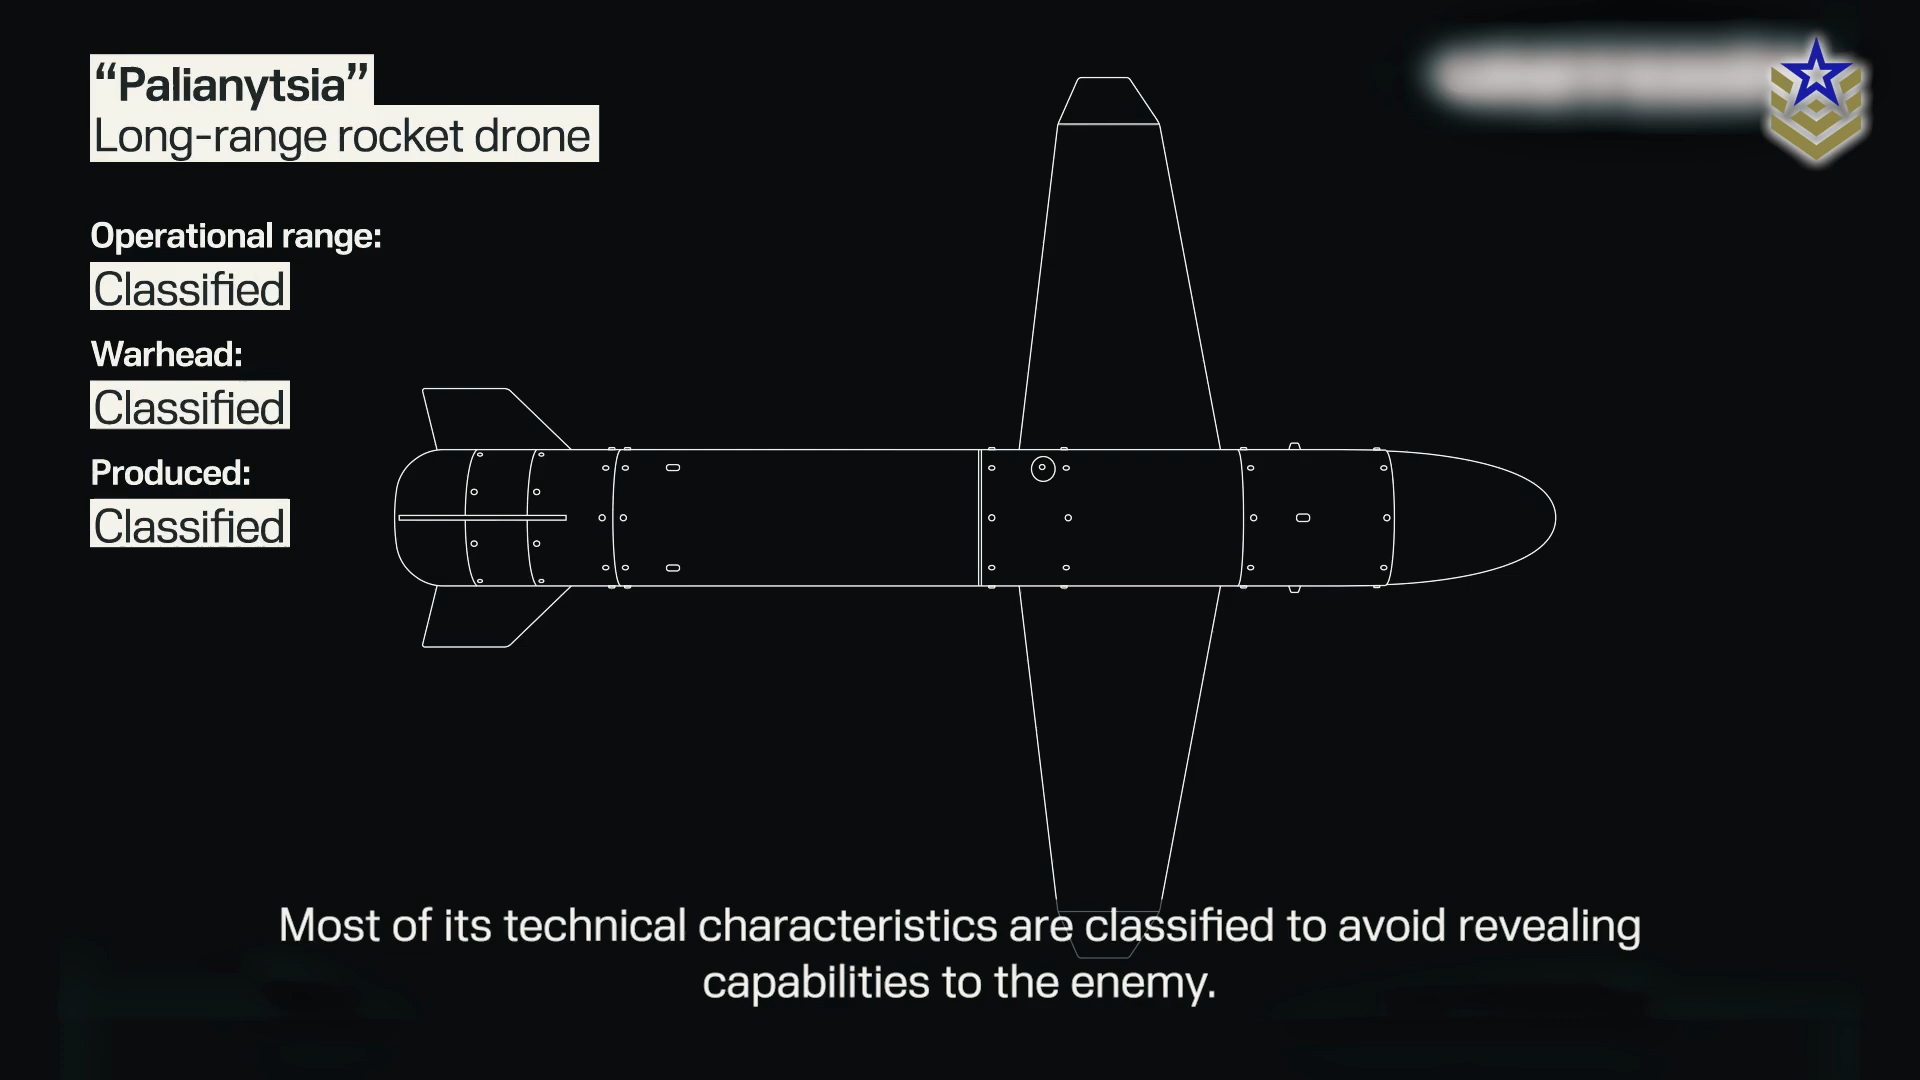 “Palianytsia”
Long-range rocket drone
Operational range:
Classified
Warhead:
Classified
Produced:
Classified
Most of its technical characteristics are classified to avoid revealing
capabilities to the enemy.